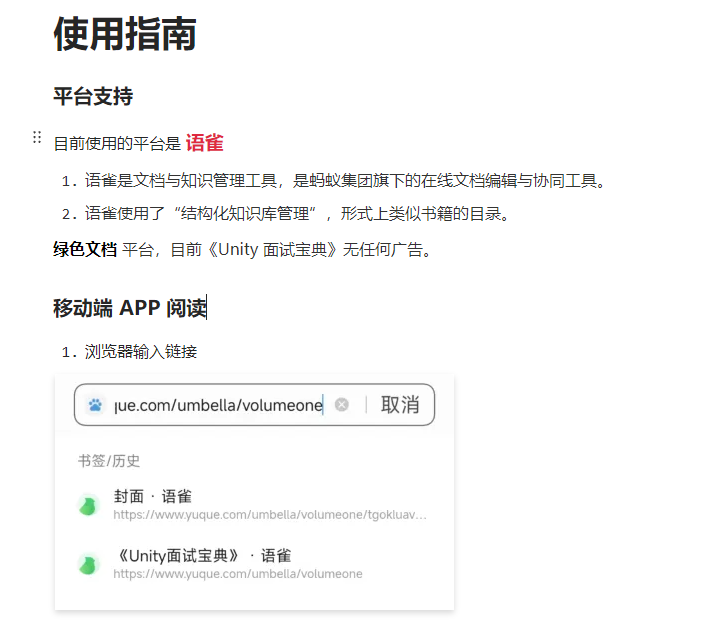 使用指南
平台支持
目前使用的平台是 语雀
1. 语雀是文档与知识管理工具，是蚂蚁集团旗下的在线文档编辑与协同工具。
2. 语雀使用了“结构化知识库管理”，形式上类似书籍的目录。
绿色文档 平台，目前《Unity 面试宝典》无任何广告。
移动端 APP 阅读
1. 浏览器输入链接
que.com/umbella/volumeone 取消
书签/历史
封面 · 语雀
https://www.yuque.com/umbella/volumeone/tgokluav...
《Unity面试宝典》 · 语雀
https://www.yuque.com/umbella/volumeone